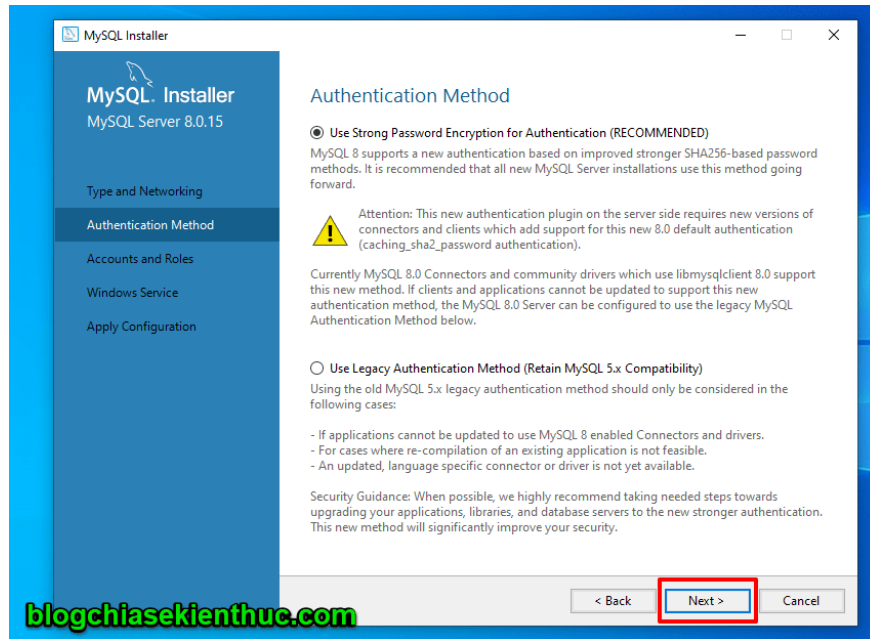 MySQL Installer
MySQL. Installer
MySQL Server 8.0.15
Type and Networking
Authentication Method
Accounts and Roles
Windows Service
Apply Configuration
Authentication Method
Use Strong Password Encryption for Authentication (RECOMMENDED)
MySQL 8 supports a new authentication based on improved stronger SHA256-based password
methods. It is recommended that all new MySQL Server installations use this method going
forward.
Attention: This new authentication plugin on the server side requires new versions of
connectors and clients which add support for this new 8.0 default authentication
(caching_sha2_password authentication).
Currently MySQL 8.0 Connectors and community drivers which use libmysqlclient 8.0 support
this new method. If clients and applications cannot be updated to support this new
authentication method, the MySQL 8.0 Server can be configured to use the legacy MySQL
Authentication Method below.
Use Legacy Authentication Method (Retain MySQL 5.x Compatibility)
Using the old MySQL 5.x legacy authentication method should only be considered in the
following cases:
- If applications cannot be updated to use MySQL 8 enabled Connectors and drivers.
- For cases where re-compilation of an existing application is not feasible.
- An updated, language specific connector or driver is not yet available.
Security Guidance: When possible, we highly recommend taking needed steps towards
upgrading your applications, libraries, and database servers to the new stronger authentication.
This new method will significantly improve your security.
< Back
Next >
Cancel
blogchiasekienthuc.com